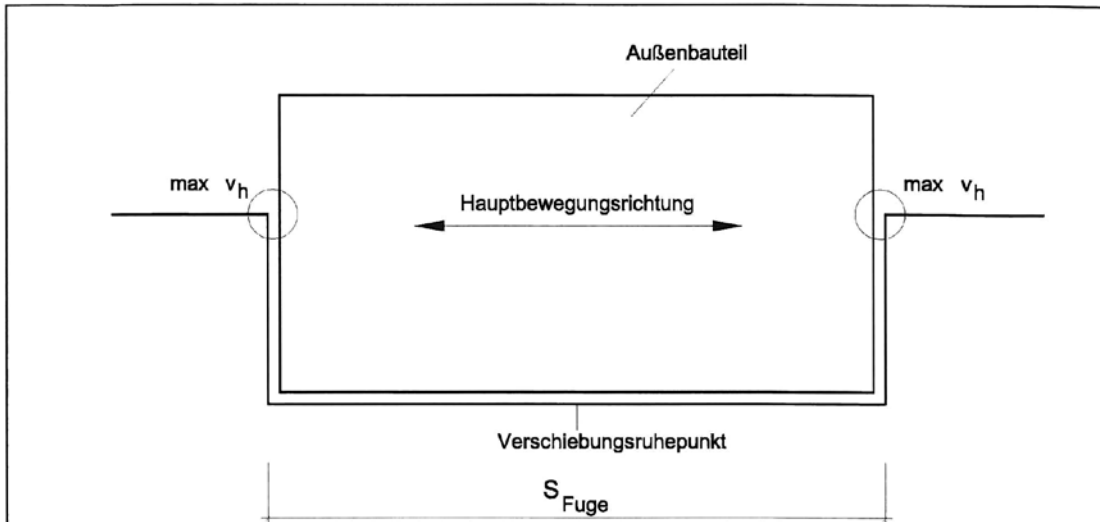 Außenbauteil
max v_h
max v_h
Hauptbewegungsrichtung
Verschiebungsruhepunkt
S_Fuge